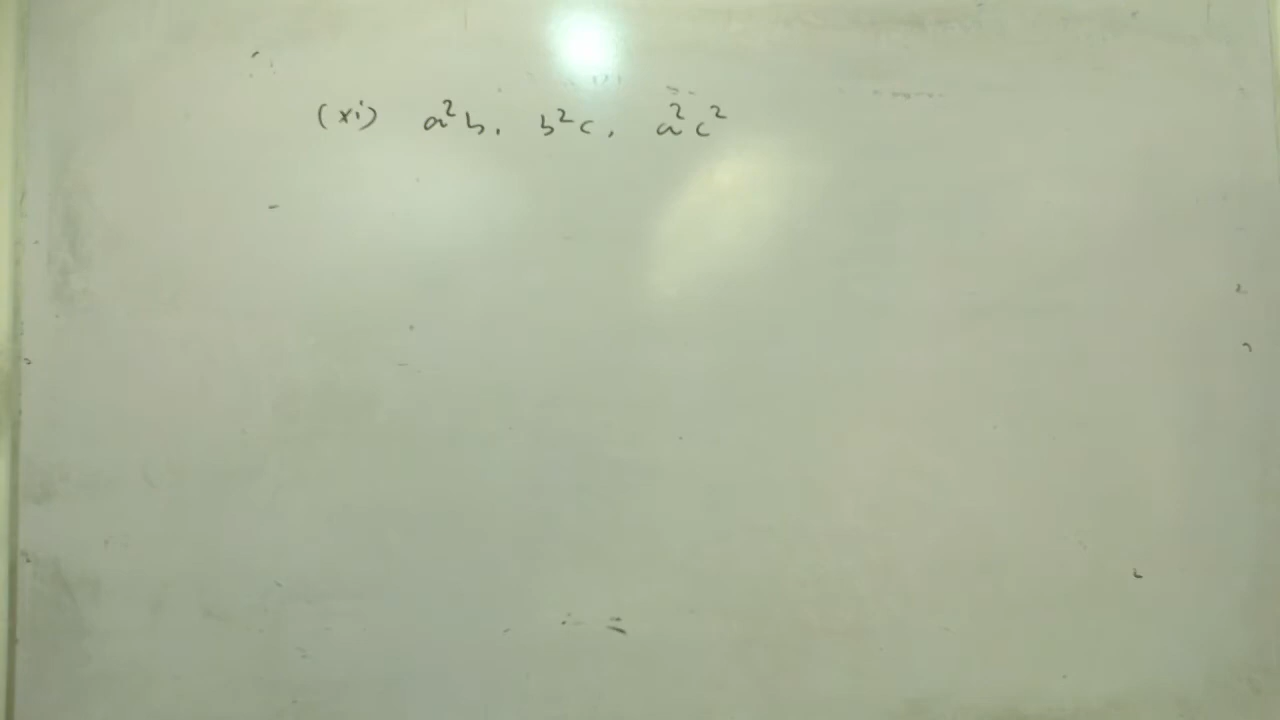 (xi) a²b, b²c, a²c²